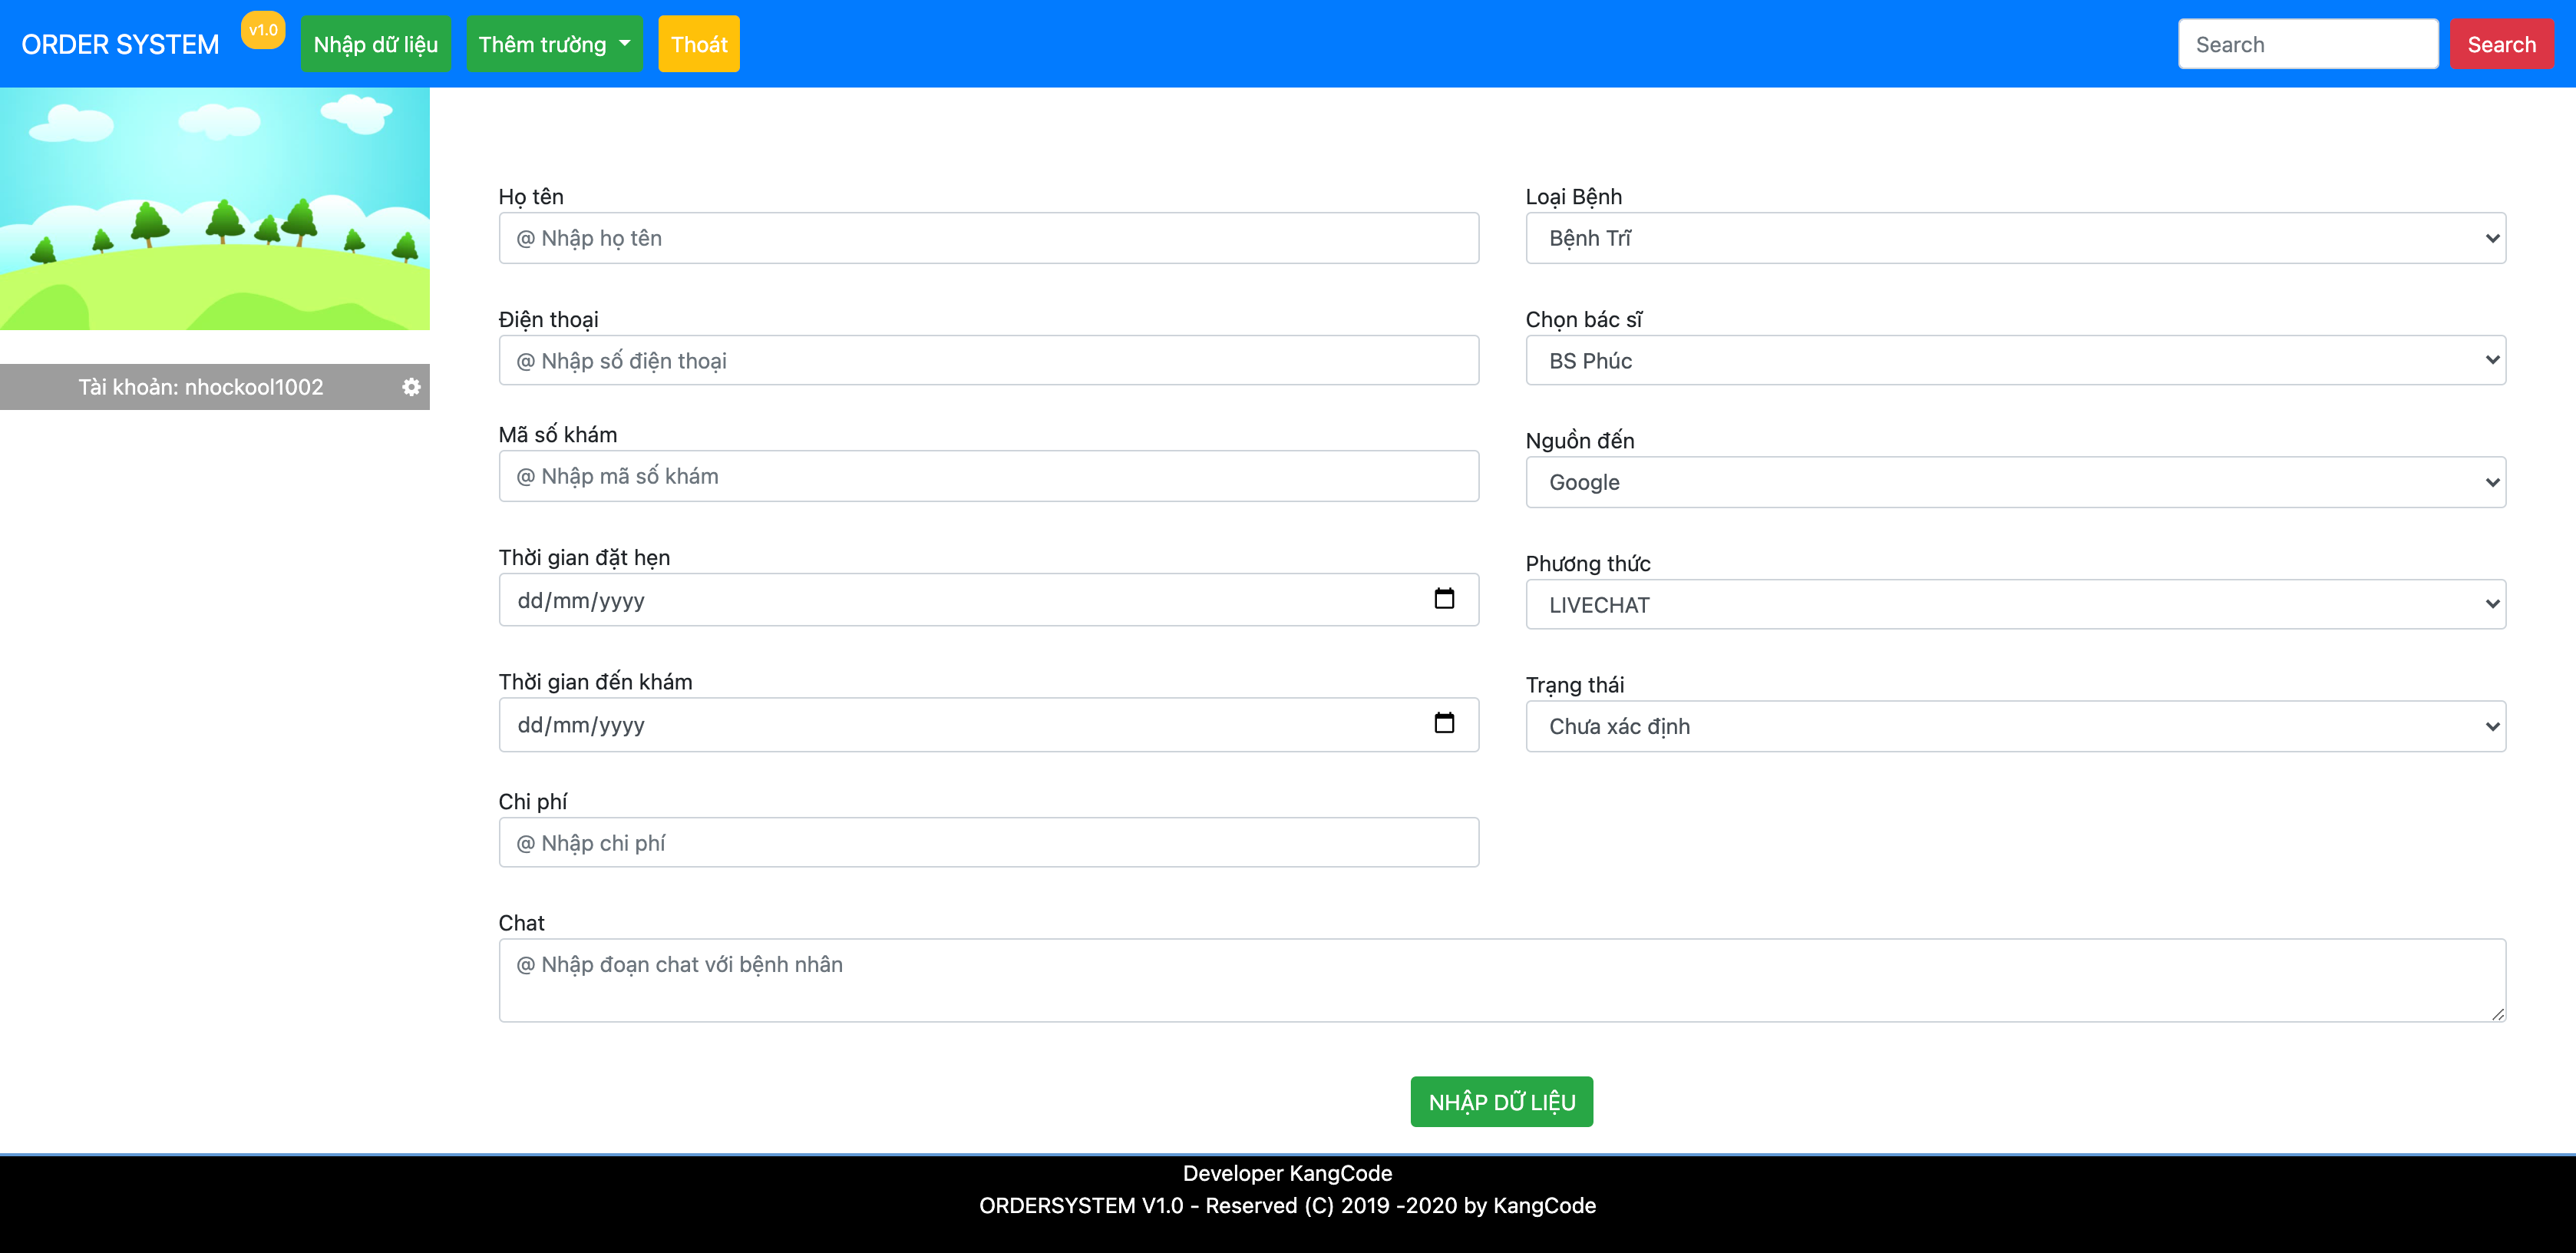 ORDER SYSTEM v1.0 Nhập dữ liệu Thêm trường Thoát Search Search
Tài khoản: nhockool1002
Họ tên
@ Nhập họ tên
Điện thoại
@ Nhập số điện thoại
Mã số khám
@ Nhập mã số khám
Thời gian đặt hẹn
dd/mm/yyyy
Thời gian đến khám
dd/mm/yyyy
Chi phí
@ Nhập chi phí
Loại Bệnh
Bệnh Trĩ
Chọn bác sĩ
BS Phúc
Nguồn đến
Google
Phương thức
LIVECHAT
Trạng thái
Chưa xác định
Chat
@ Nhập đoạn chat với bệnh nhân
NHẬP DỮ LIỆU
Developer KangCode
ORDERSYSTEM V1.0 - Reserved (C) 2019 -2020 by KangCode